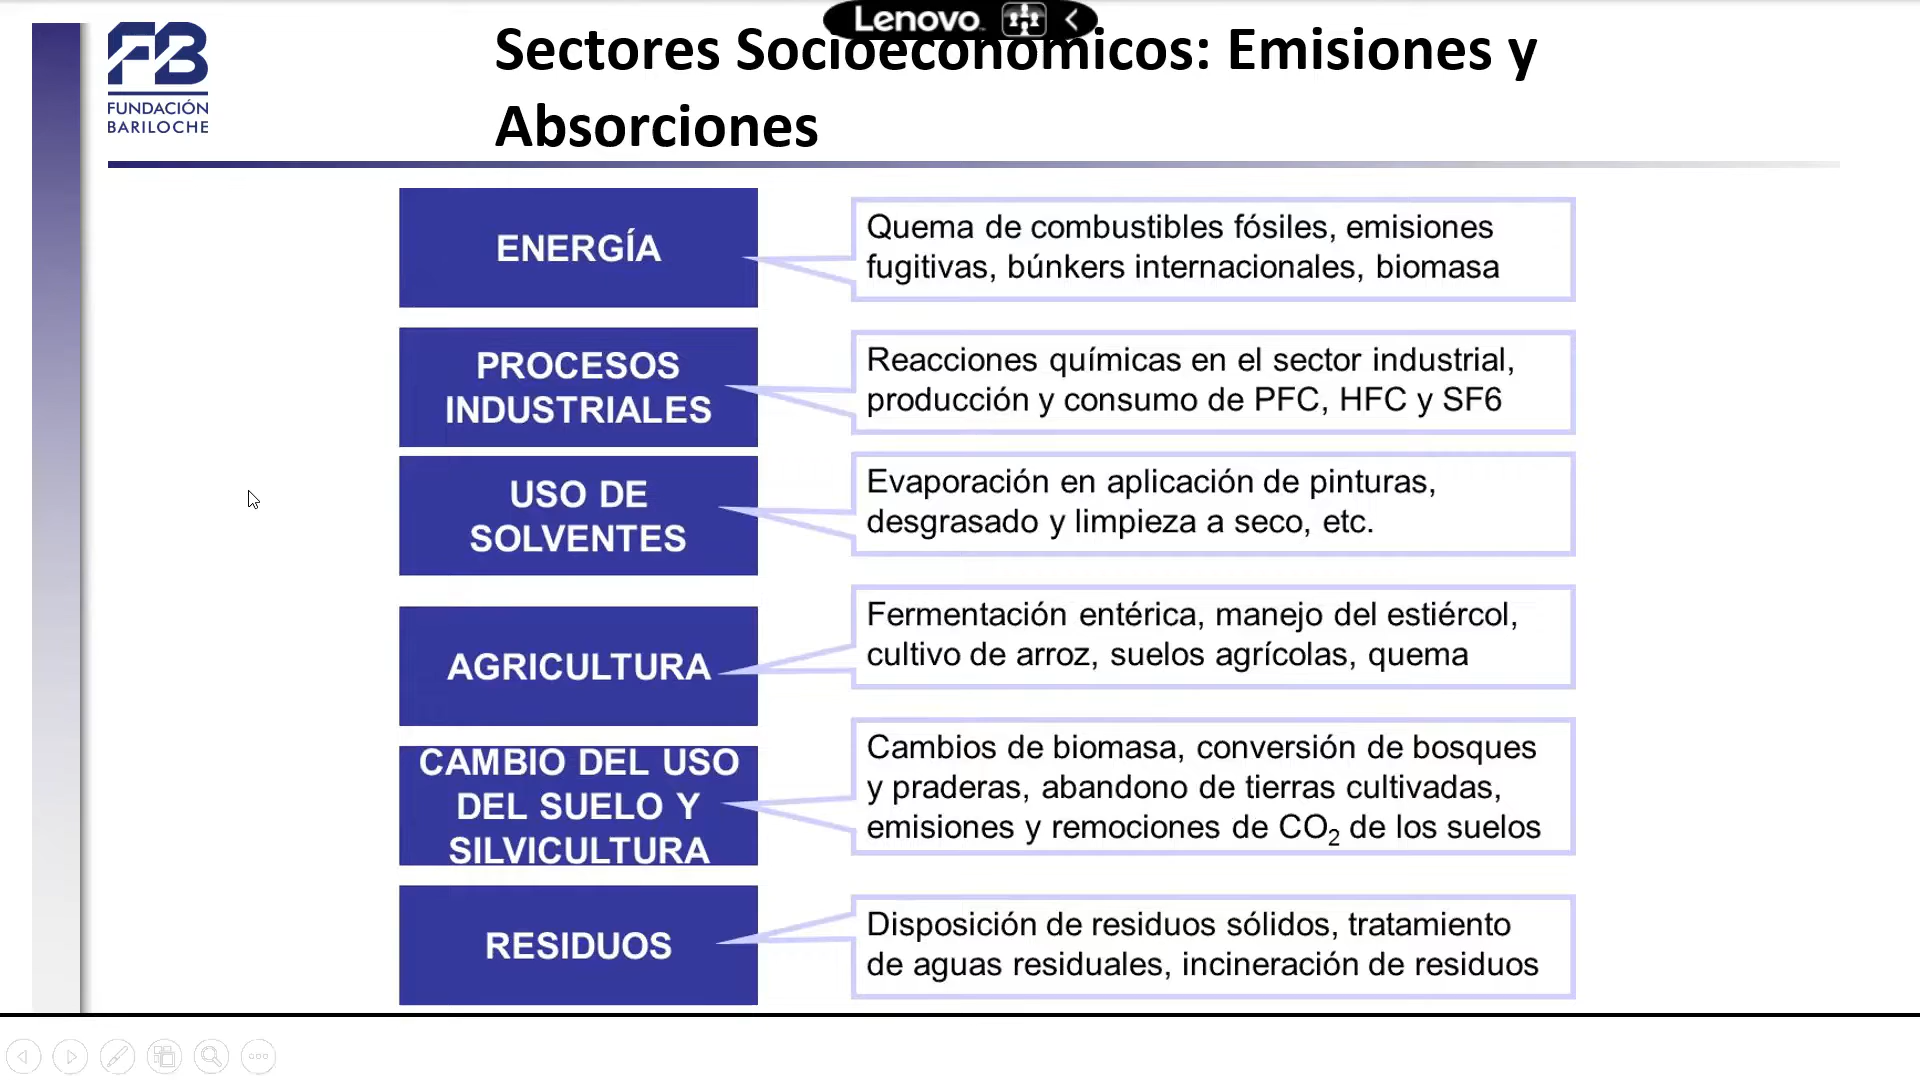 Lenovo
Sectores Socioeconómicos: Emisiones y
Absorciones
FB
FUNDACIÓN
BARILOCHE
ENERGÍA
Quema de combustibles fósiles, emisiones
fugitivas, búnkers internacionales, biomasa
PROCESOS
INDUSTRIALES
Reacciones químicas en el sector industrial,
producción y consumo de PFC, HFC y SF6
USO DE
SOLVENTES
Evaporación en aplicación de pinturas,
desgrasado y limpieza a seco, etc.
AGRICULTURA
Fermentación entérica, manejo del estiércol,
cultivo de arroz, suelos agrícolas, quema
CAMBIO DEL USO
DEL SUELO Y
SILVICULTURA
Cambios de biomasa, conversión de bosques
y praderas, abandono de tierras cultivadas,
emisiones y remociones de CO₂ de los suelos
RESIDUOS
Disposición de residuos sólidos, tratamiento
de aguas residuales, incineración de residuos